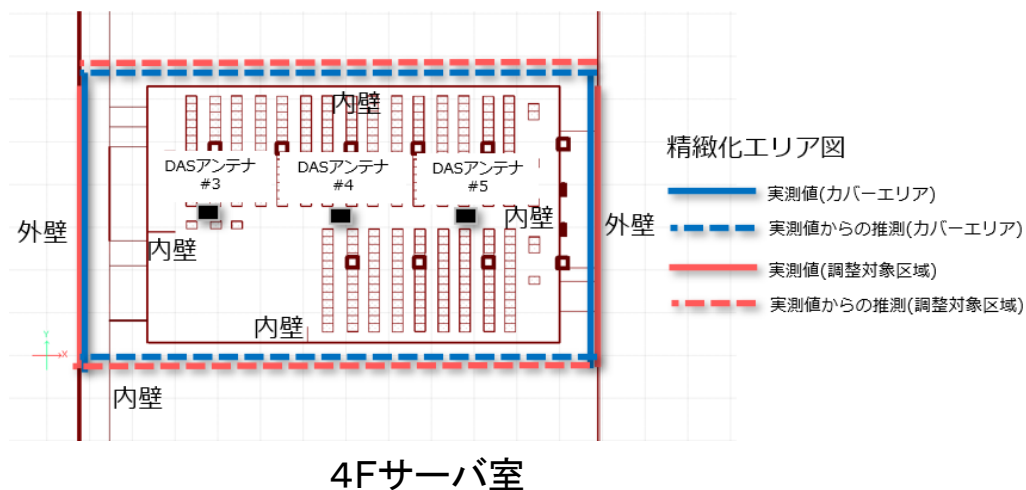 内壁
DASアンテナ
#3
DASアンテナ
#4
DASアンテナ
#5
外壁
内壁
内壁
外壁
内壁
内壁
Y
X
精緻化エリア図
実測値(カバーエリア)
実測値からの推測(カバーエリア)
実測値(調整対象区域)
実測値からの推測(調整対象区域)
4Fサーバ室